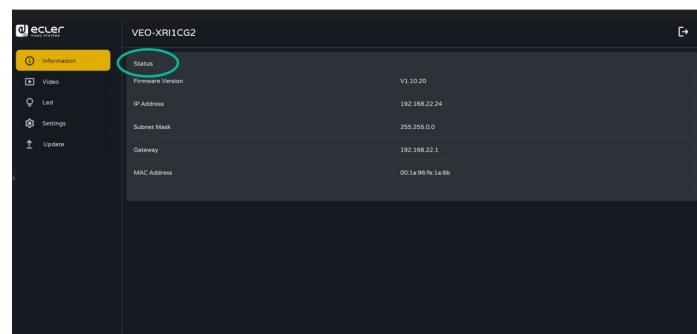 ecler
VIDEO SYSTEMS
VEO-XRI1CG2
Information
Video
Led
Settings
Update
Status
Firmware Version V1.10.20
IP Address 192.168.22.24
Subnet Mask 255.255.0.0
Gateway 192.168.22.1
MAC Address 00:1a:96:fe:1a:6b